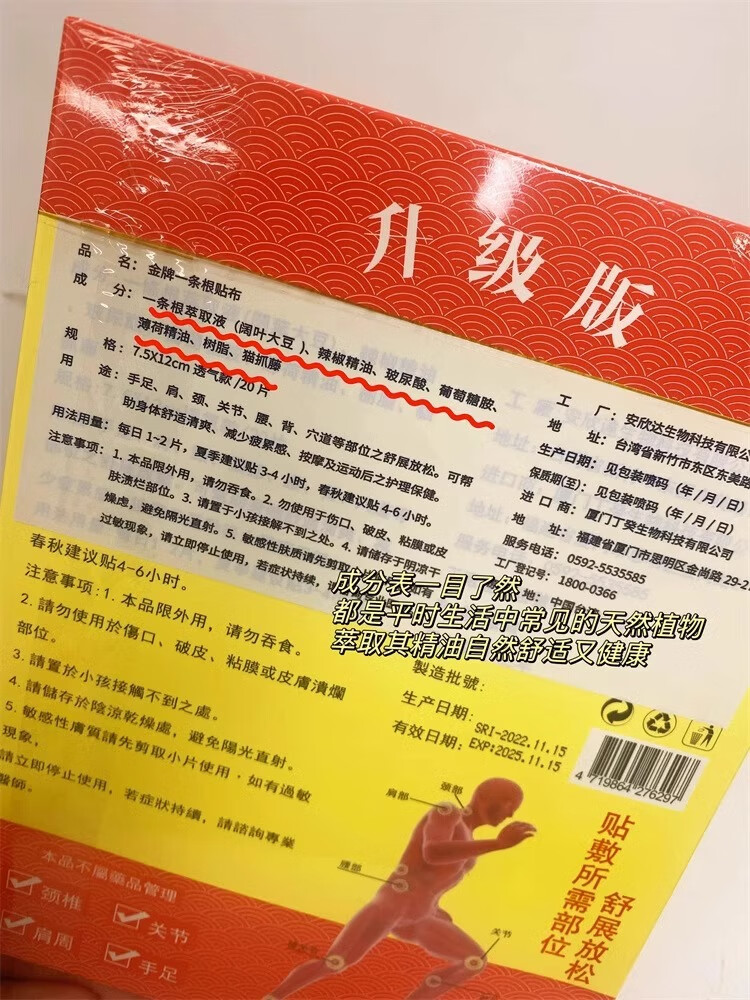 升级版
品 名：金牌一条根贴布
成 分：一条根萃取液（阔叶大豆）、辣椒精油、玻尿酸、葡萄糖胺、
薄荷精油、树脂、猫抓藤
规 格：7.5X12cm 透气款 /20 片
用 途：手足、肩、颈、关节、腰、背、穴道等部位之舒展放松。可帮
助身体舒适清爽、减少疲累感、按摩及运动后之护理保健。
用法用量：每日 1~2 片，夏季建议贴 3-4 小时，春秋建议贴 4-6 小时。
注意事项：1. 本品限外用，请勿吞食。2. 勿使用于伤口、破皮、粘膜或皮
肤溃烂部位。3. 请置于小孩接触不到之处。4. 请储存于阴凉干
燥处，避免阳光直射。5. 敏感性肤质请先剪取
如有
过敏现象，请立即停止使用，若症状持续，
工 厂：安欣达生物科技有限公
地 址：台湾省新竹市东区东美路
生产日期：见包装喷码（年 / 月 / 日）
保质期(至)：见包装喷码（年 / 月 / 日）
进 口 商：厦门丁癸生物科技有限公司
地 址：福建省厦门市思明区金尚路 29-2
服务电话：0592-5535585
工厂登记号：1800-0366
地：中国台
成分表一目了然
都是平时生活中常见的天然植物
萃取其精油自然舒适又健康
春秋建议贴4-6小时。
注意事项:1. 本品限外用，请勿吞食。
2. 請勿使用於傷口、破皮、粘膜或皮膚潰爛
部位。
3. 請置於小孩接觸不到之處。
4. 請儲存於陰涼乾燥處，避免陽光直射。
5. 敏感性膚質請先剪取小片使用，如有過敏
現象，
請立即停止使用，若症狀持續，請諮詢專業
醫師。
製造批號：
生产日期：SRI-2022.11.15
有效日期：EXP:2025.11.15
4 719864 276297
贴敷所需部位
舒展放松
頸部
肩部
腰部
关节
本品不屬藥品管理
颈椎
关节
肩周
手足